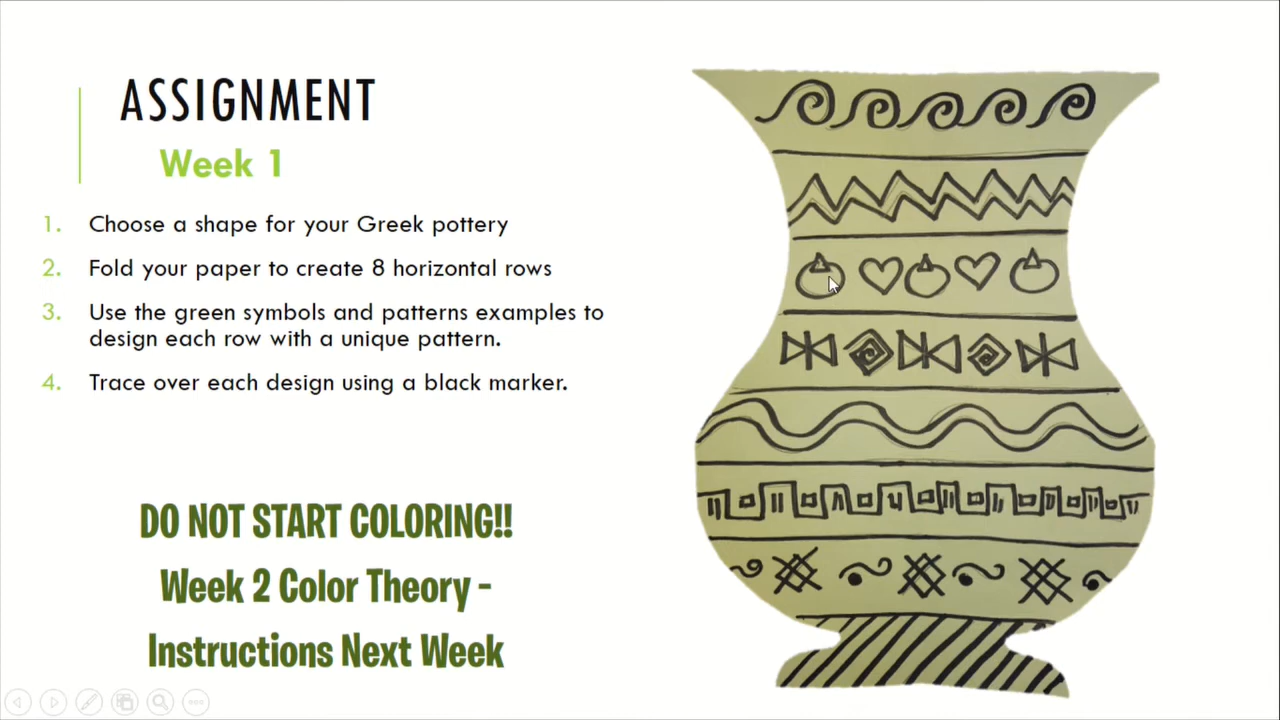 ASSIGNMENT
Week 1
1. Choose a shape for your Greek pottery
2. Fold your paper to create 8 horizontal rows
3. Use the green symbols and patterns examples to
design each row with a unique pattern.
4. Trace over each design using a black marker.
DO NOT START COLORING!!
Week 2 Color Theory -
Instructions Next Week